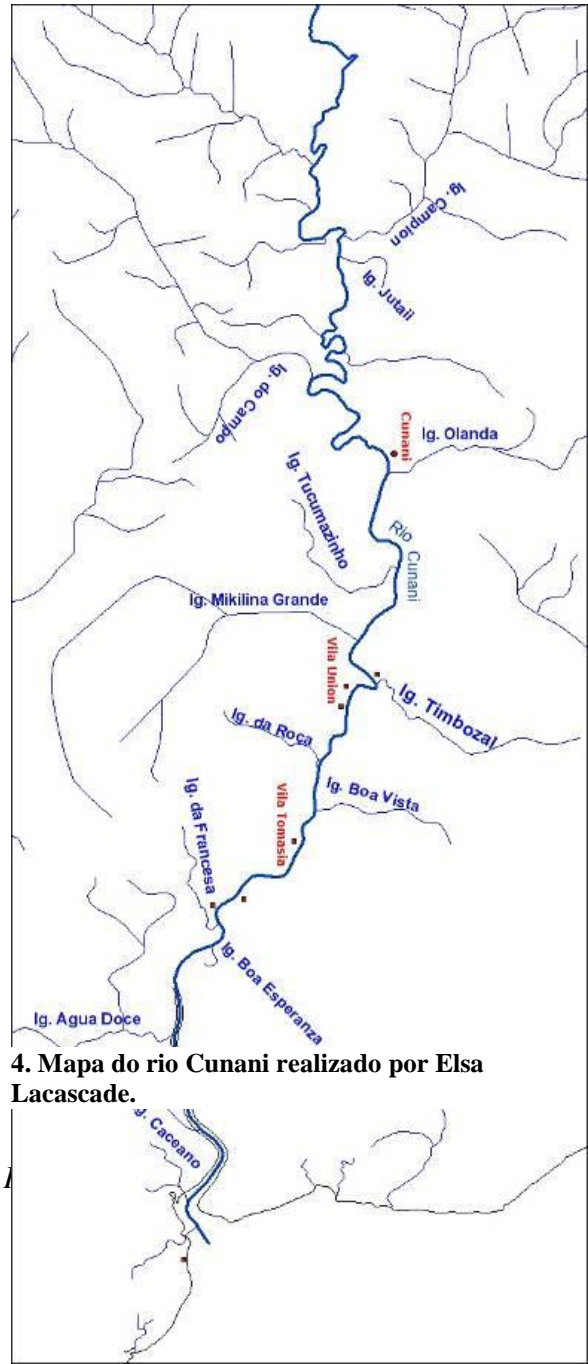 Ig. Campion
Ig. Jutaii
Ig. do Campo
Cunani
Ig. Olanda
Ig. Tucumazinho
Rio Cunani
Ig. Mikilina Grande
Vila Union
Ig. Timbozal
Ig. da Roça
Ig. Boa Vista
Vila Tomasia
Ig. da Francesa
Ig. Boa Esperanza
Ig. Agua Doce
4. Mapa do rio Cunani realizado por Elsa
Lacascade.
Caceano